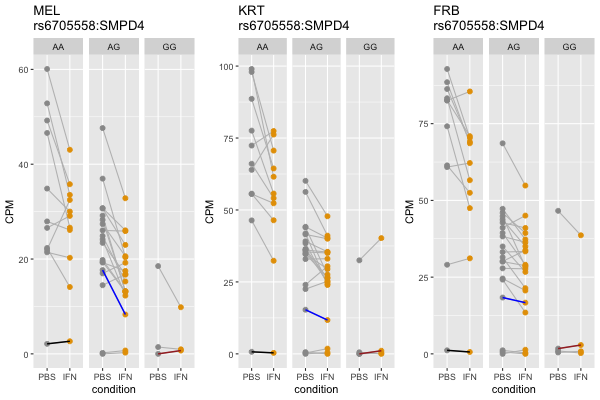 MEL
rs6705558:SMPD4
AA AG GG
CPM
60
40
20
0
PBS IFN PBS IFN PBS IFN
condition
KRT
rs6705558:SMPD4
AA AG GG
CPM
100
75
50
25
0
PBS IFN PBS IFN PBS IFN
condition
FRB
rs6705558:SMPD4
AA AG GG
CPM
75
50
25
0
PBS IFN PBS IFN PBS IFN
condition